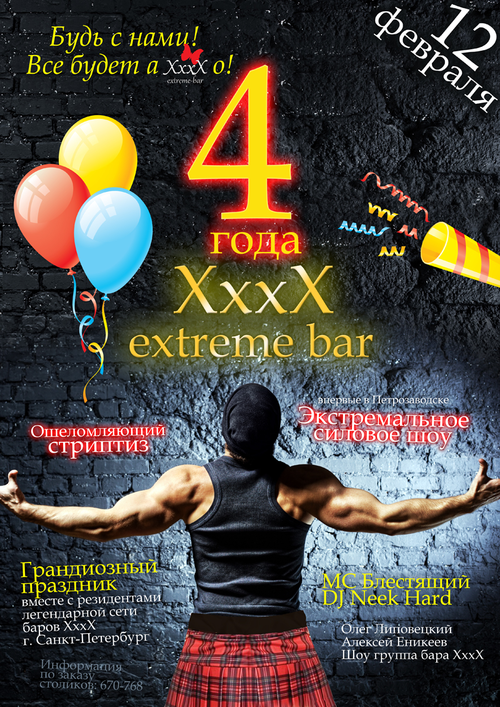 Будь с нами!
Все будет а XxxX о!
extreme-bar
12
февраля
4
года
XxxX
extreme bar
Ошеломляющий
стриптиз
впервые в Петрозаводске
Экстремальное
силовое шоу
Грандиозный
праздник
вместе с резидентами
легендарной сети
баров XxxX
г. Санкт-Петербург
МС Блестящий
DJ Neek Hard
Олег Липовецкий
Алексей Еникеев
Шоу группа бара XxxX
Информация
по заказу
столиков: 670-768